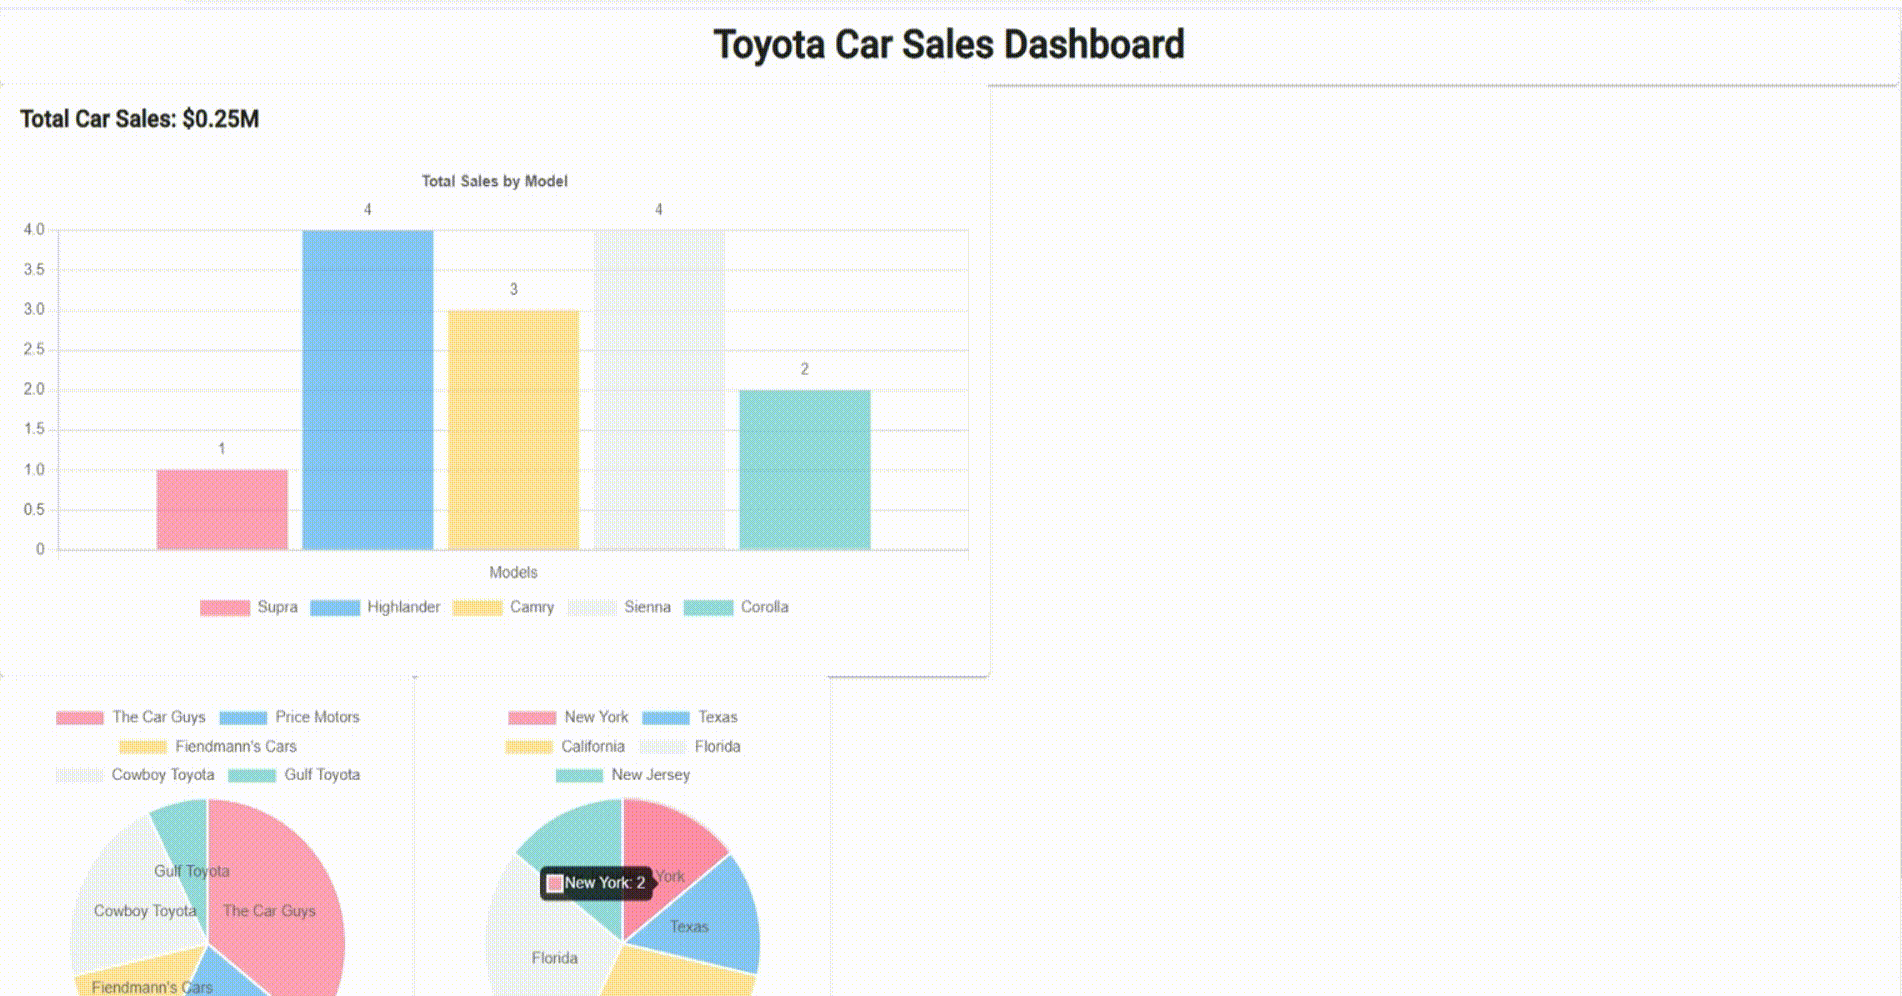 Toyota Car Sales Dashboard
Total Car Sales: $0.25M
Total Sales by Model
4 4
4.0
3.5
3
3.0
2.5
2
2.0
1.5
1
1.0
0.5
0
Models
Supra Highlander Camry Sienna Corolla
The Car Guys Price Motors
Fiendmann's Cars
Cowboy Toyota Gulf Toyota
Gulf Toyota
Cowboy Toyota The Car Guys
Fiendmann's Cars
New York Texas
California Florida
New Jersey
York
New York: 2
Texas
Florida